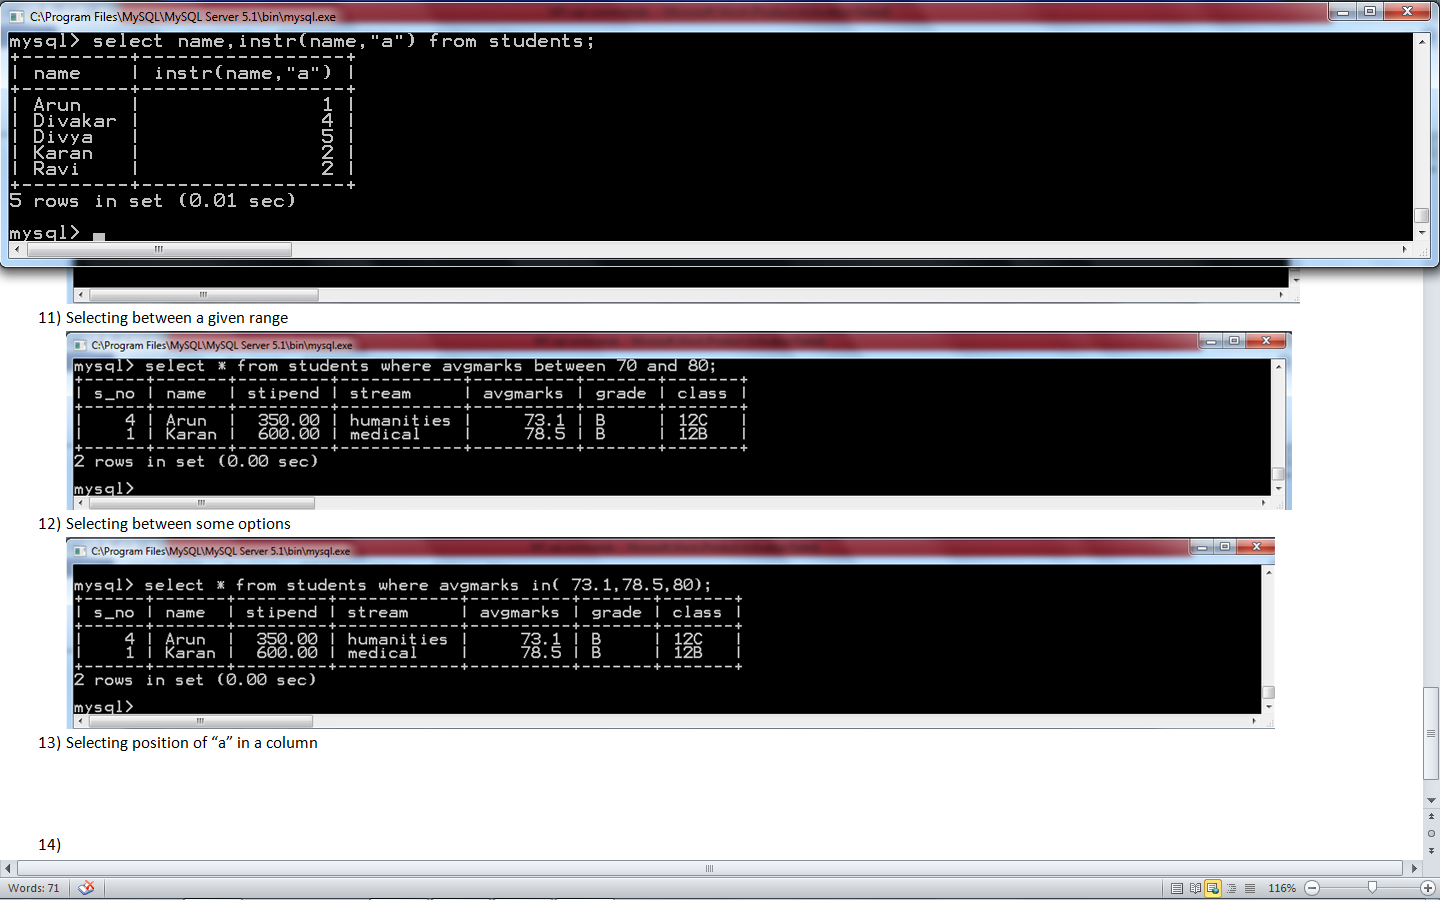 C:\Program Files\MySQL\MySQL Server 5.1\bin\mysql.exe
mysql> select name,instr(name,"a") from students;
+---------+-----------------+
| name    | instr(name,"a") |
+---------+-----------------+
| Arun    |               1 |
| Divakar |               4 |
| Divya   |               5 |
| Karan   |               2 |
| Ravi    |               2 |
+---------+-----------------+
5 rows in set (0.01 sec)
mysql>
11) Selecting between a given range
C:\Program Files\MySQL\MySQL Server 5.1\bin\mysql.exe
mysql> select * from students where avgmarks between 70 and 80;
+------+-------+---------+------------+----------+-------+-------+
| s_no | name  | stipend | stream     | avgmarks | grade | class |
+------+-------+---------+------------+----------+-------+-------+
|    4 | Arun  |  350.00 | humanities |     73.1 | B     | 12C   |
|    1 | Karan |  600.00 | medical    |     78.5 | B     | 12B   |
+------+-------+---------+------------+----------+-------+-------+
2 rows in set (0.00 sec)
mysql>
12) Selecting between some options
C:\Program Files\MySQL\MySQL Server 5.1\bin\mysql.exe
mysql> select * from students where avgmarks in( 73.1,78.5,80);
+------+-------+---------+------------+----------+-------+-------+
| s_no | name  | stipend | stream     | avgmarks | grade | class |
+------+-------+---------+------------+----------+-------+-------+
|    4 | Arun  |  350.00 | humanities |     73.1 | B     | 12C   |
|    1 | Karan |  600.00 | medical    |     78.5 | B     | 12B   |
+------+-------+---------+------------+----------+-------+-------+
2 rows in set (0.00 sec)
mysql>
13) Selecting position of “a” in a column
14)
Words: 71
116%